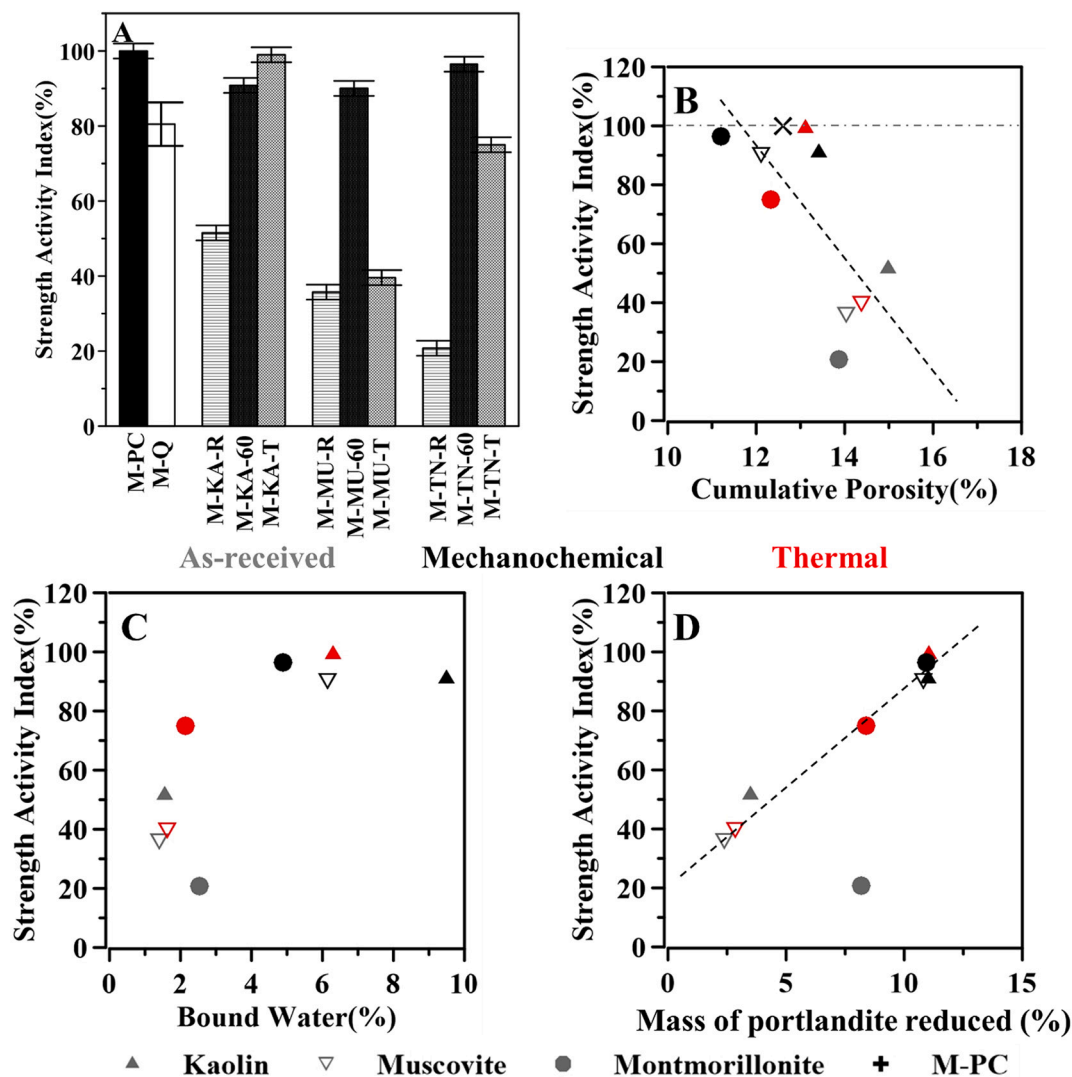 A
Strength Activity Index(%)
100
80
60
40
20
0
M-PC
M-Q
M-KA-R
M-KA-60
M-KA-T
M-MU-R
M-MU-60
M-MU-T
M-TN-R
M-TN-60
M-TN-T
B
Strength Activity Index(%)
120
100
80
60
40
20
0
10 12 14 16 18
Cumulative Porosity(%)
As-received Mechanochemical Thermal
C
Strength Activity Index(%)
120
100
80
60
40
20
0
0 2 4 6 8 10
Bound Water(%)
D
Strength Activity Index(%)
120
100
80
60
40
20
0
0 5 10 15
Mass of portlandite reduced (%)
Kaolin Muscovite Montmorillonite M-PC